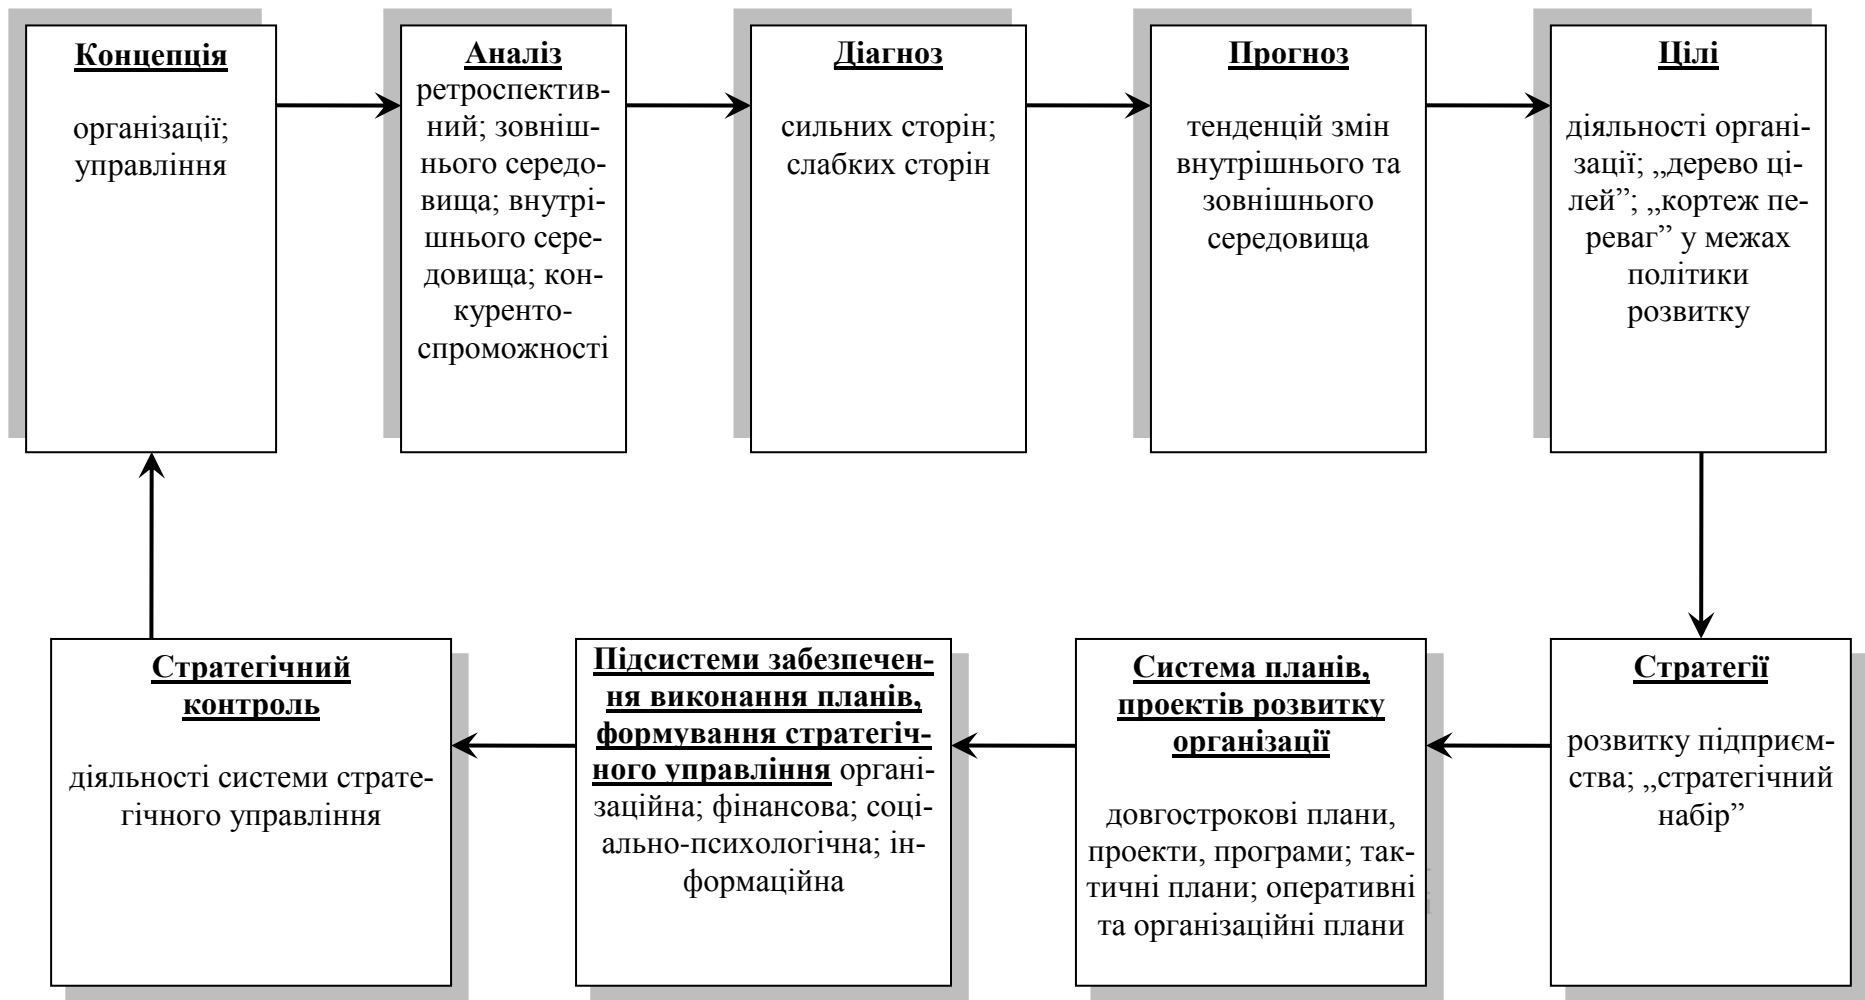 Концепція
організації;
управління
Аналіз
ретроспектив-
ний; зовніш-
нього середо-
вища; внутрі-
шнього сере-
довища; кон-
куренто-
спроможності
Діагноз
сильних сторін;
слабких сторін
Прогноз
тенденцій змін
внутрішнього та
зовнішнього
середовища
Цілі
діяльності органі-
зації; „дерево ці-
лей”; „кортеж пе-
реваг” у межах
політики
розвитку
Стратегічний
контроль
діяльності системи страте-
гічного управління
Підсистеми забезпечен-
ня виконання планів,
формування стратегіч-
ного управління органі-
заційна; фінансова; соці-
ально-психологічна; ін-
формаційна
Система планів,
проектів розвитку
організації
довгострокові плани,
проекти, програми; так-
тичні плани; оперативні
та організаційні плани
Стратегії
розвитку підприєм-
ства; „стратегічний
набір”